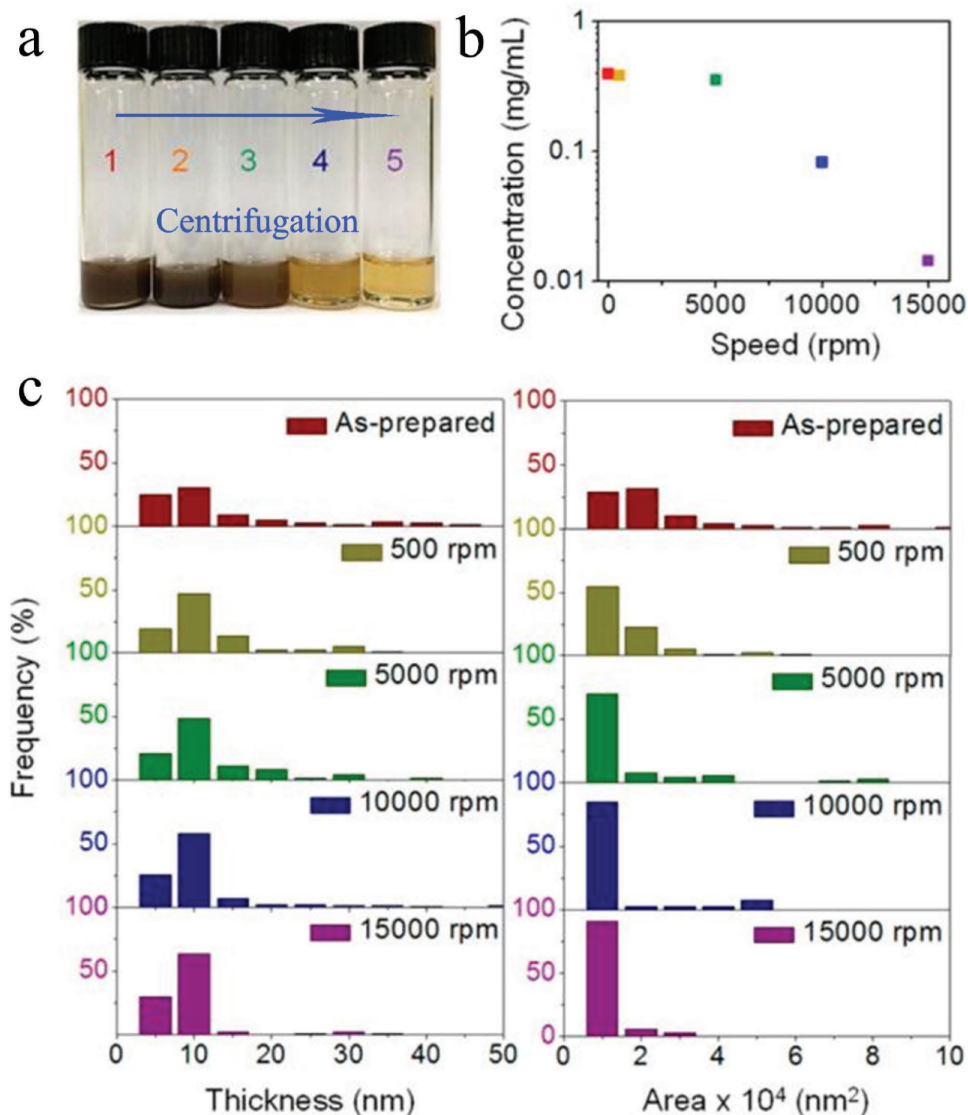 a
1 2 3 4 5
Centrifugation
b
Concentration (mg/mL)
1
0.1
0.01
0 5000 10000 15000
Speed (rpm)
c
Frequency (%)
100
As-prepared
50
100
500 rpm
50
100
5000 rpm
50
100
10000 rpm
50
100
15000 rpm
50
0 10 20 30 40 50
Thickness (nm)
100
As-prepared
50
100
500 rpm
50
100
5000 rpm
50
100
10000 rpm
50
100
15000 rpm
50
0
0 2 4 6 8 10
Area x 10⁴ (nm²)